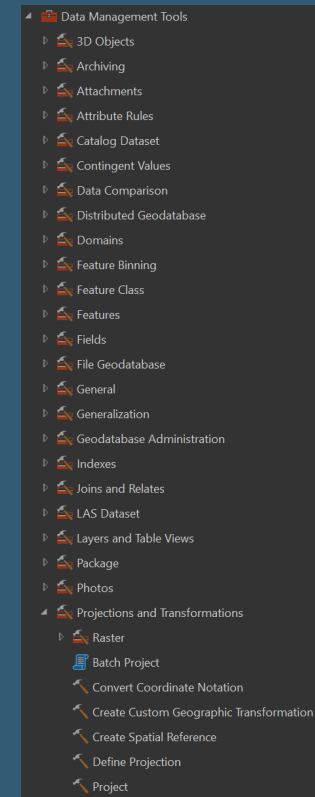 Data Management Tools
3D Objects
Archiving
Attachments
Attribute Rules
Catalog Dataset
Contingent Values
Data Comparison
Distributed Geodatabase
Domains
Feature Binning
Feature Class
Features
Fields
File Geodatabase
General
Generalization
Geodatabase Administration
Indexes
Joins and Relates
LAS Dataset
Layers and Table Views
Package
Photos
Projections and Transformations
Raster
Batch Project
Convert Coordinate Notation
Create Custom Geographic Transformation
Create Spatial Reference
Define Projection
Project